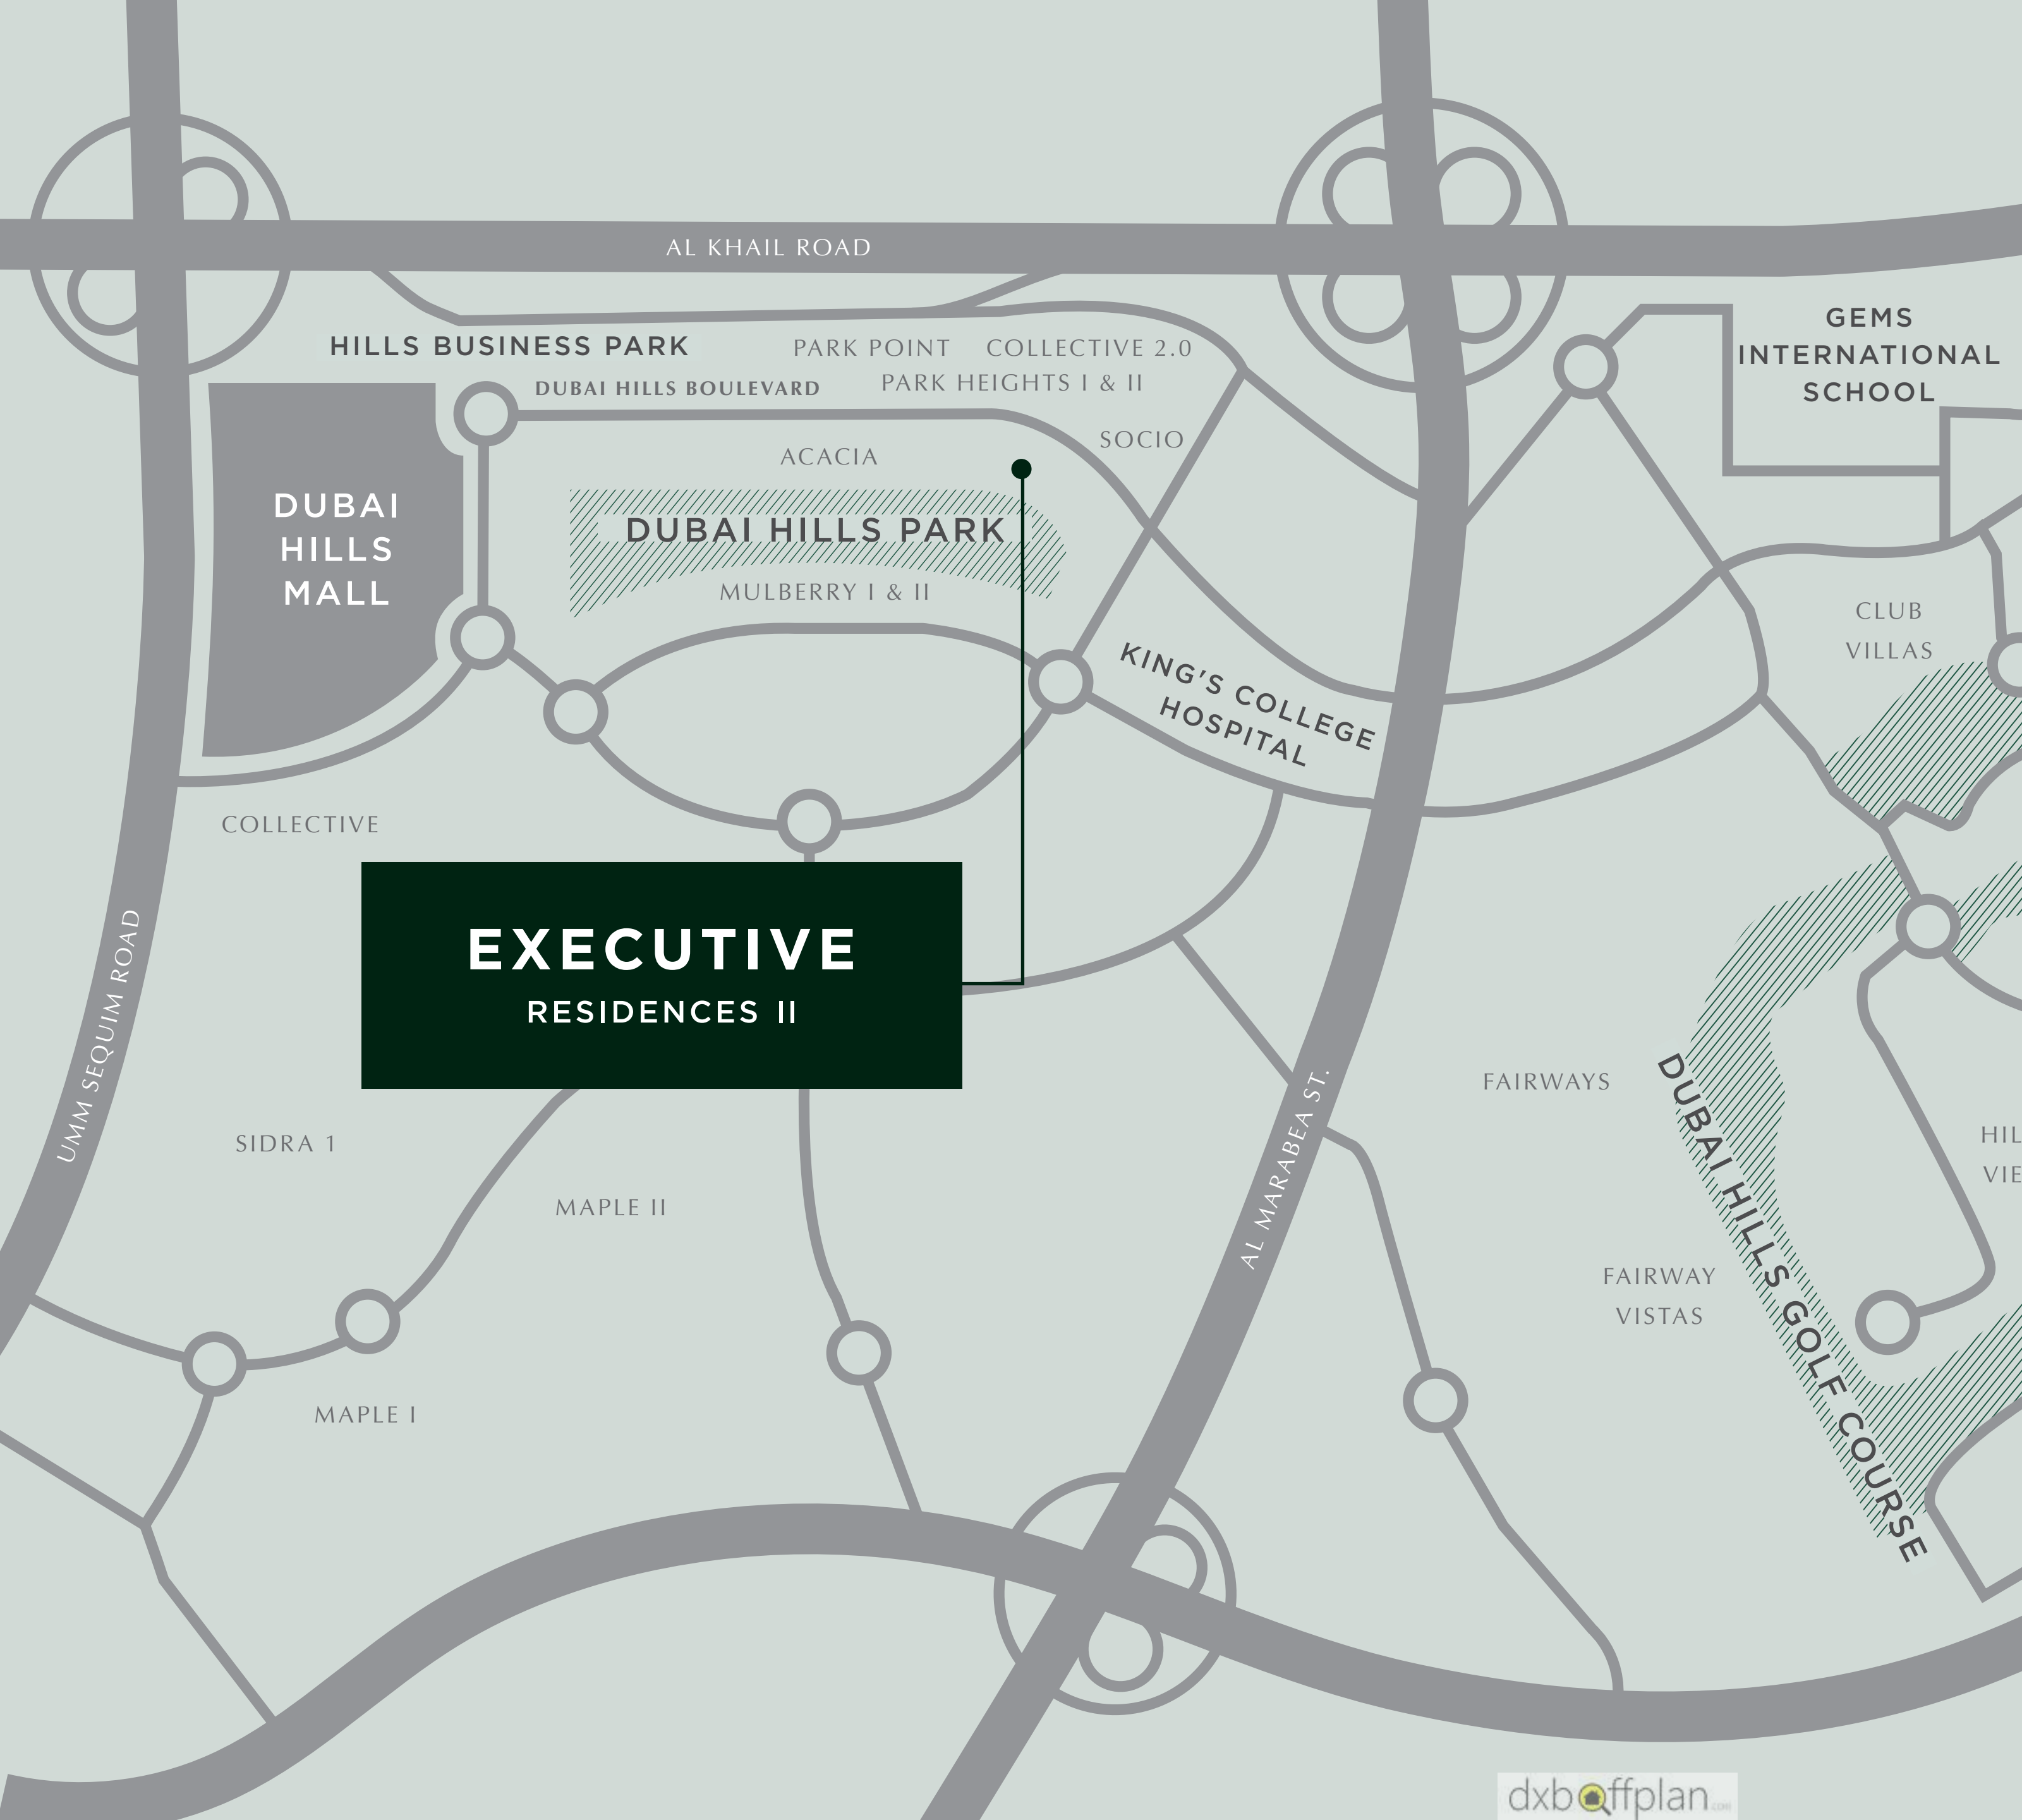 AL KHAIL ROAD
GEMS
INTERNATIONAL
SCHOOL
HILLS BUSINESS PARK
PARK POINT
COLLECTIVE 2.0
DUBAI HILLS BOULEVARD
PARK HEIGHTS I & II
SOCIO
ACACIA
DUBAI
HILLS
MALL
DUBAI HILLS PARK
MULBERRY I & II
CLUB
VILLAS
KING'S COLLEGE
HOSPITAL
COLLECTIVE
EXECUTIVE
RESIDENCES II
UMM SEQUIM ROAD
SIDRA 1
MAPLE II
AL MARABEA ST.
FAIRWAYS
HIL
VIE
DUBAI HILLS GOLF COURSE
FAIRWAY
VISTAS
MAPLE I
dxboffplan